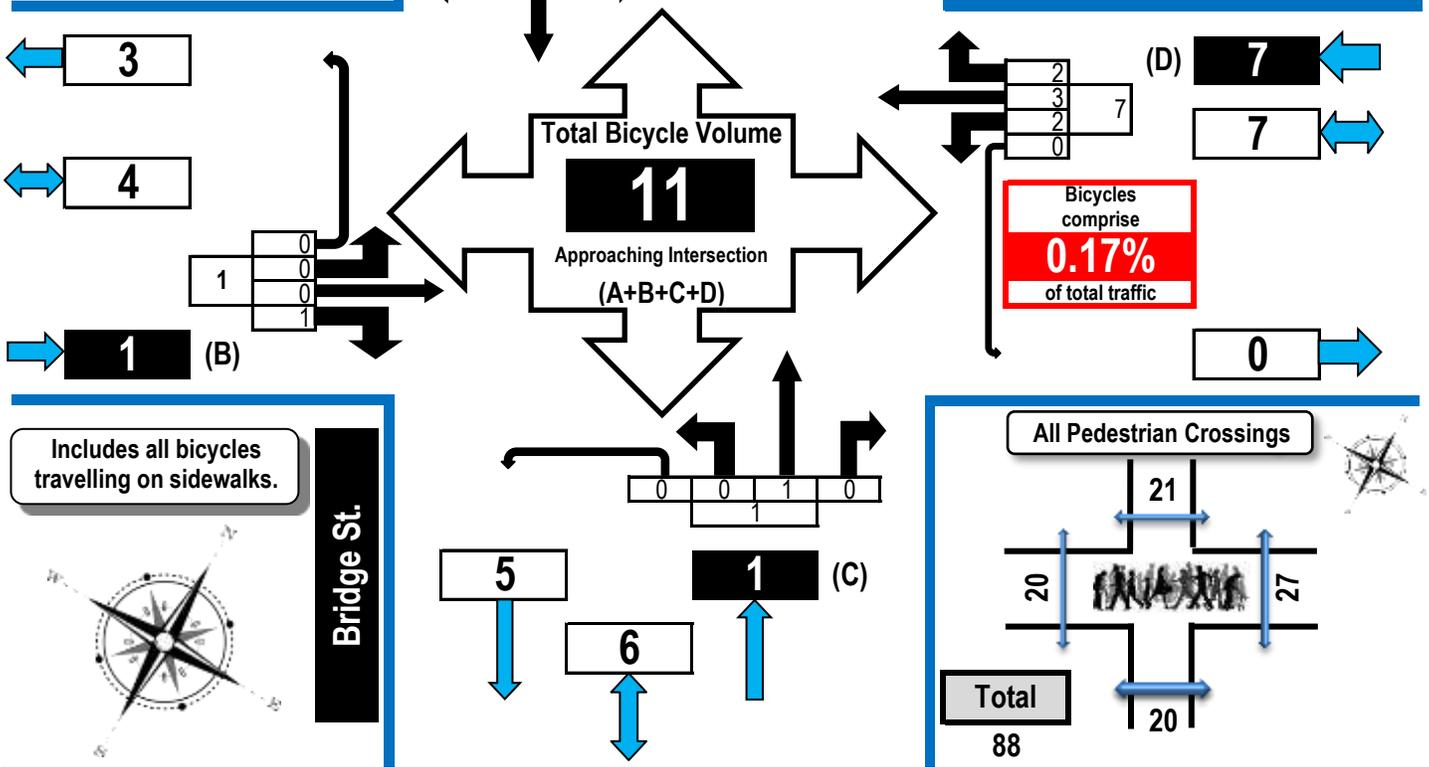 3
4
0
0
0
0
1
1
1
(B)
Total Bicycle Volume
11
Approaching Intersection
(A+B+C+D)
2
3
2
0
7
(D)
7
7
Bicycles
comprise
0.17%
of total traffic
0
Includes all bicycles
travelling on sidewalks.
N
W
E
S
Bridge St.
0 0 1 0
1
5
1
(C)
6
All Pedestrian Crossings
21
20
27
20
Total
88